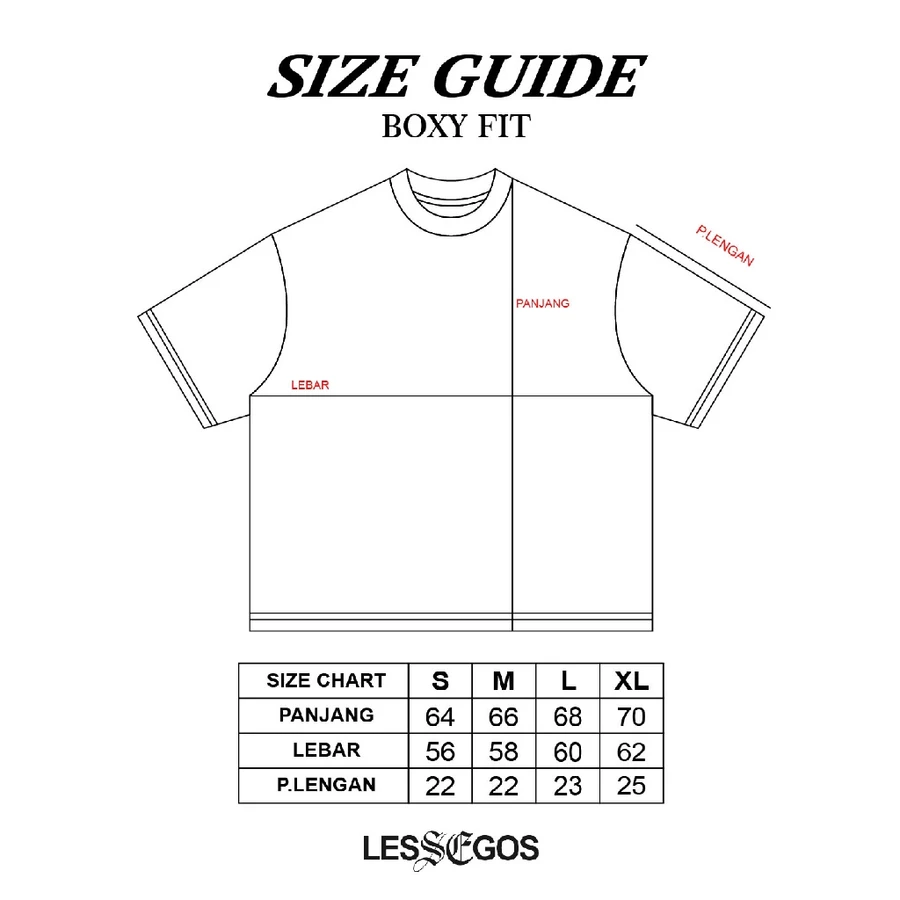 SIZE GUIDE
BOXY FIT
P.LENGAN
PANJANG
LEBAR
SIZE CHART S M L XL
PANJANG 64 66 68 70
LEBAR 56 58 60 62
P.LENGAN 22 22 23 25
LESSEGOS